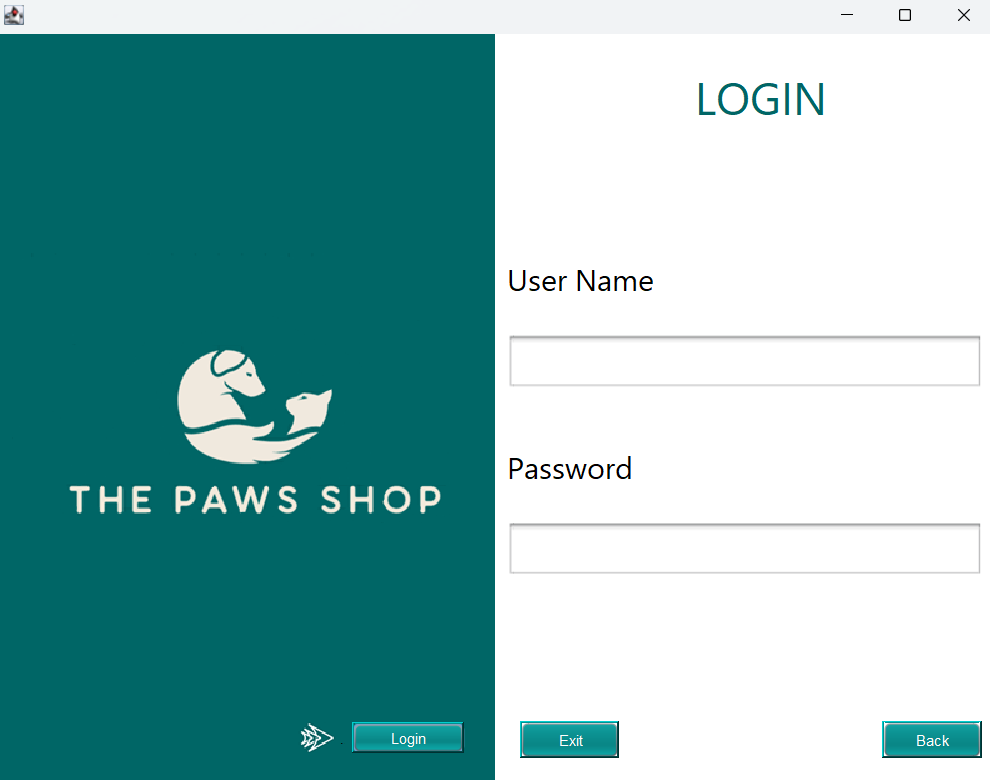 LOGIN
User Name
Password
THE PAWS SHOP
Login
Exit
Back